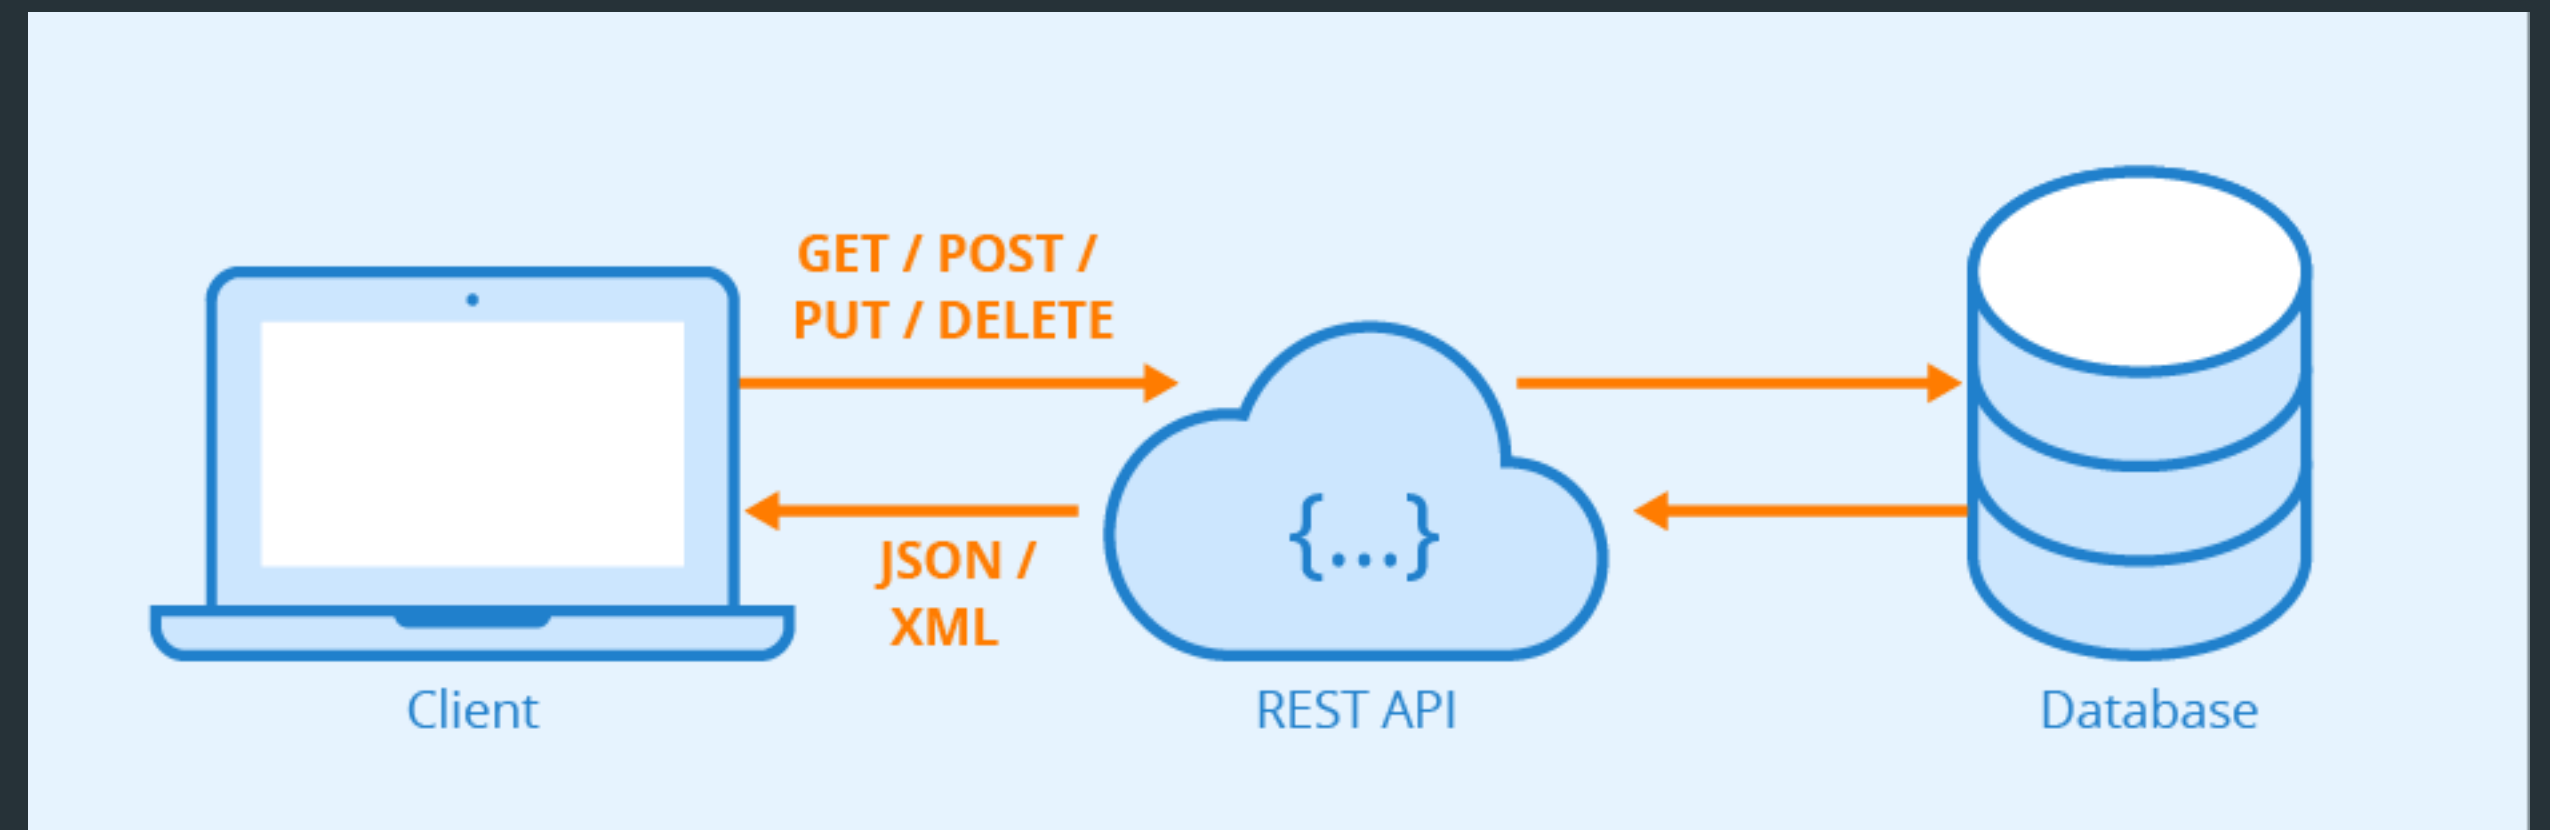 GET / POST /
PUT / DELETE
JSON /
XML
{...}
Client
REST API
Database